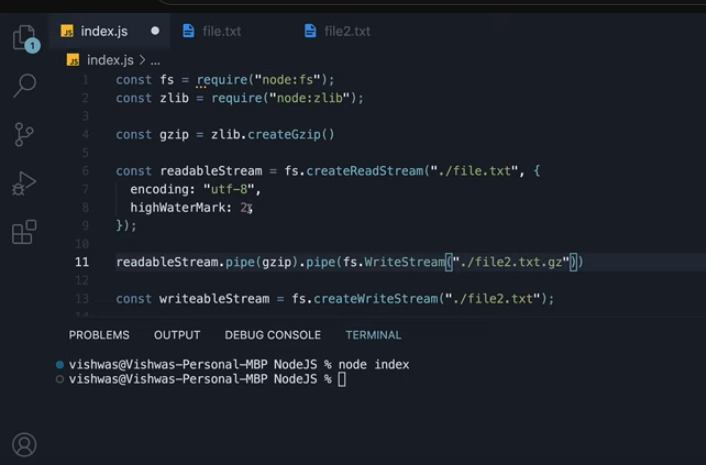 1
JS index.js
file.txt
file2.txt
JS index.js > ...
1 const fs = require("node:fs");
2 const zlib = require("node:zlib");
3
4 const gzip = zlib.createGzip()
5
6 const readableStream = fs.createReadStream("./file.txt", {
7 encoding: "utf-8",
8 highWaterMark: 2,
9 });
10
11 readableStream.pipe(gzip).pipe(fs.WriteStream("./file2.txt.gz"))
12
13 const writeableStream = fs.createWriteStream("./file2.txt");
PROBLEMS OUTPUT DEBUG CONSOLE TERMINAL
vishwas@Vishwas-Personal-MBP NodeJS % node index
vishwas@Vishwas-Personal-MBP NodeJS %